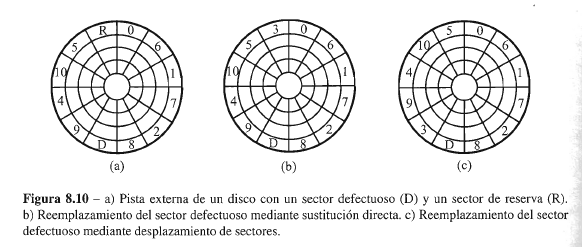 R 0 3 0 5 0
5 6 5 6 10 6
10 1 10 1 4 1
4 7 4 7 9 7
9 2 9 2 3 2
D 8 D 8 D 8
(a) (b) (c)
Figura 8.10 – a) Pista externa de un disco con un sector defectuoso (D) y un sector de reserva (R).
b) Reemplazamiento del sector defectuoso mediante sustitución directa. c) Reemplazamiento del sector
defectuoso mediante desplazamiento de sectores.